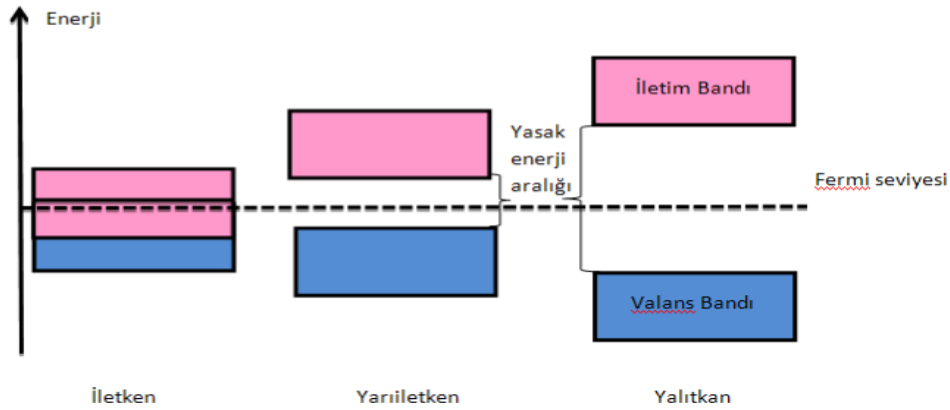 Enerji
İletim Bandı
Yasak
enerji
aralığı
Fermi seviyesi
Valans Bandı
İletken
Yarıiletken
Yalıtkan